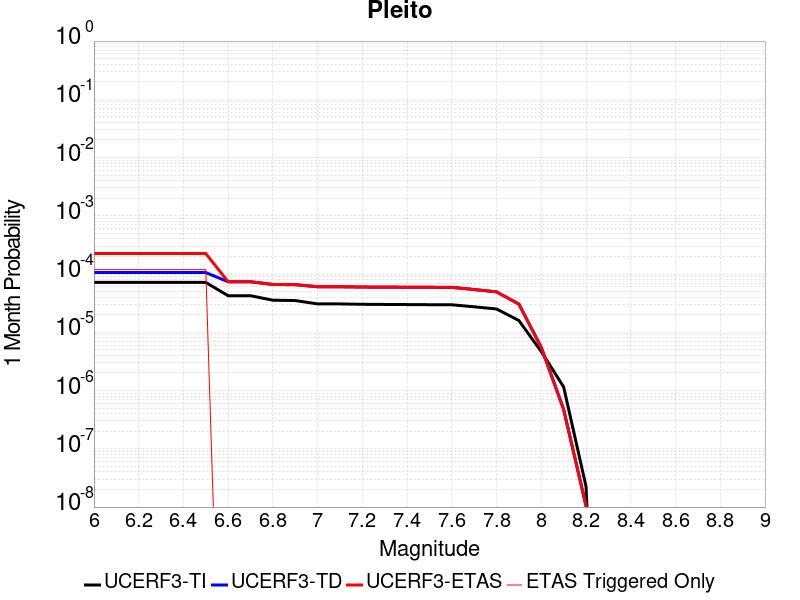 Pleito
10^0
10^-1
10^-2
10^-3
10^-4
10^-5
10^-6
10^-7
10^-8
1 Month Probability
6 6.2 6.4 6.6 6.8 7 7.2 7.4 7.6 7.8 8 8.2 8.4 8.6 8.8 9
Magnitude
UCERF3-TI UCERF3-TD UCERF3-ETAS ETAS Triggered Only